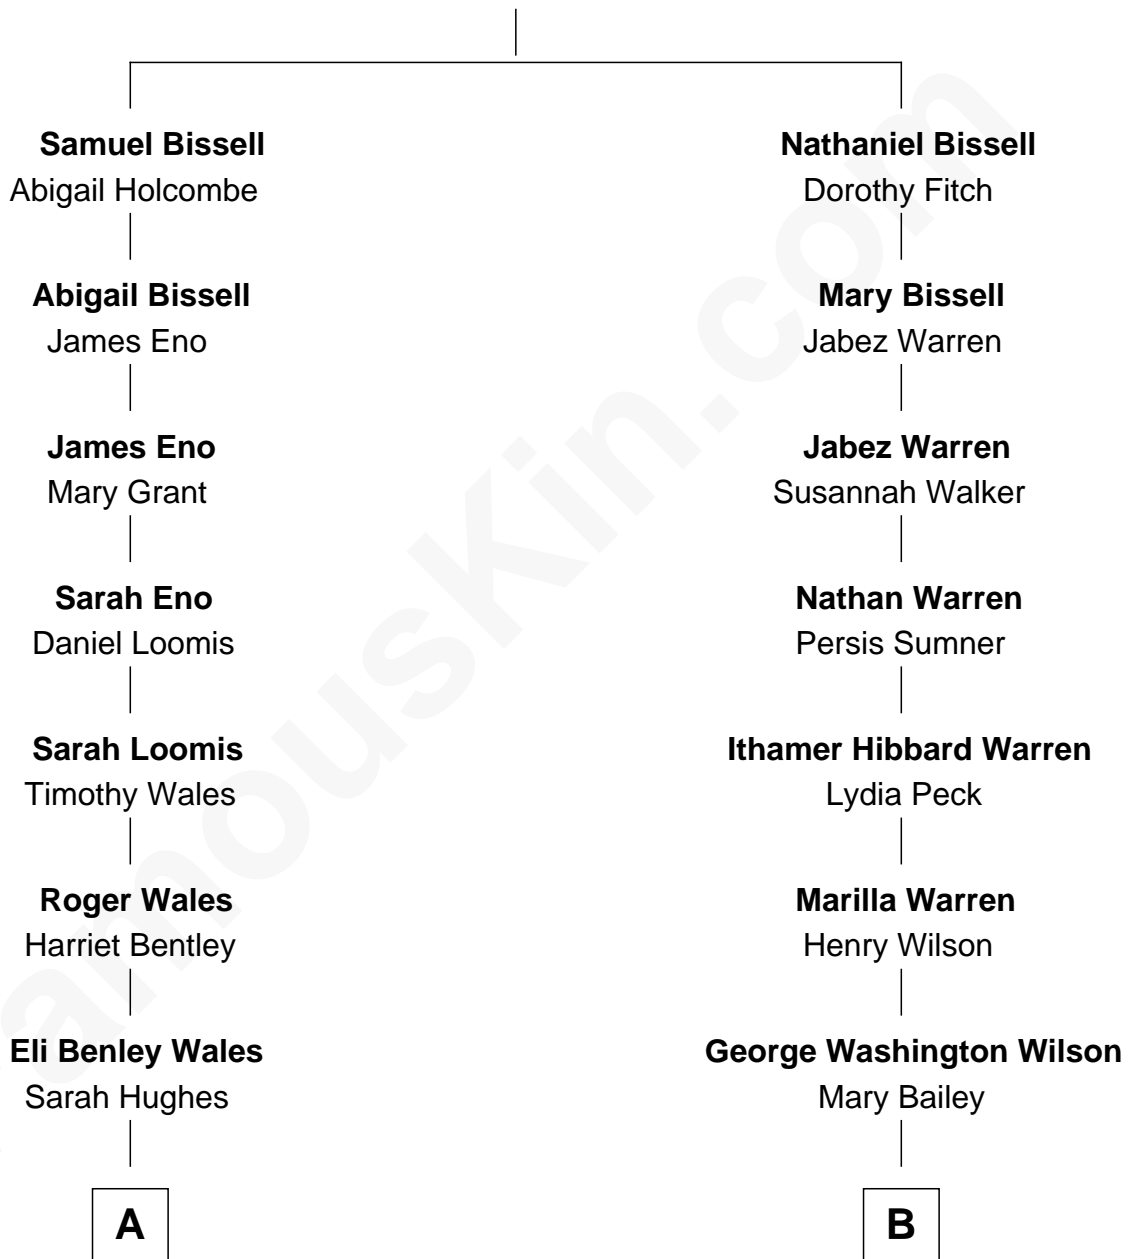 Samuel Bissell
Abigail Holcombe
Abigail Bissell
James Eno
James Eno
Mary Grant
Sarah Eno
Daniel Loomis
Sarah Loomis
Timothy Wales
Roger Wales
Harriet Bentley
Eli Benley Wales
Sarah Hughes
A
Nathaniel Bissell
Dorothy Fitch
Mary Bissell
Jabez Warren
Jabez Warren
Susannah Walker
Nathan Warren
Persis Sumner
Ithamer Hibbard Warren
Lydia Peck
Marilla Warren
Henry Wilson
George Washington Wilson
Mary Bailey
B
amousKin.com